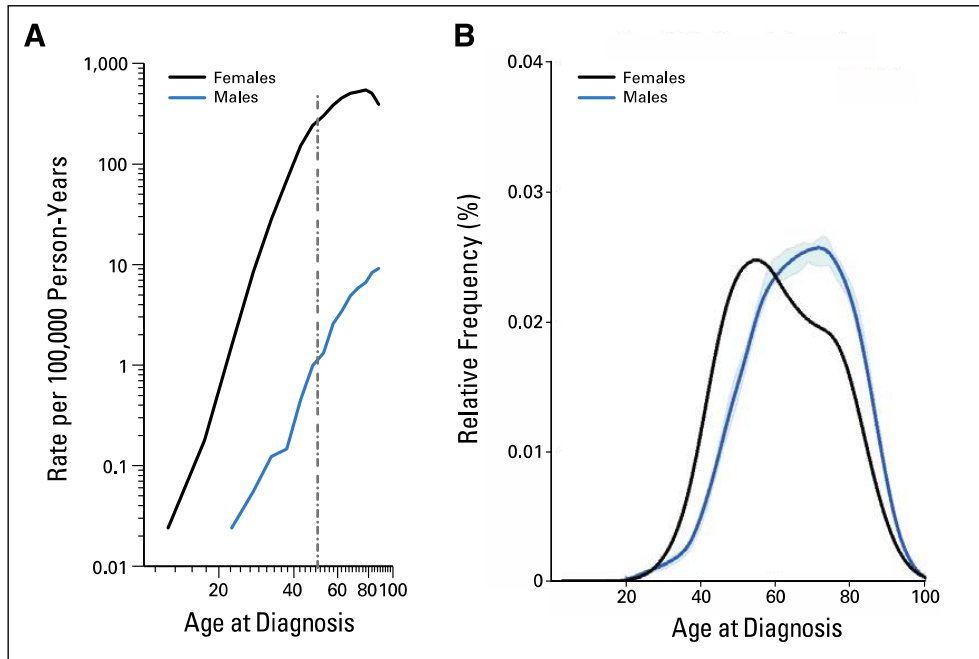 A
1,000
100
10
1
0.1
0.01
Rate per 100,000 Person-Years
Females
Males
20
40
60
80
100
Age at Diagnosis
B
0.04
0.03
0.02
0.01
0
Relative Frequency (%)
Females
Males
20
40
60
80
100
Age at Diagnosis